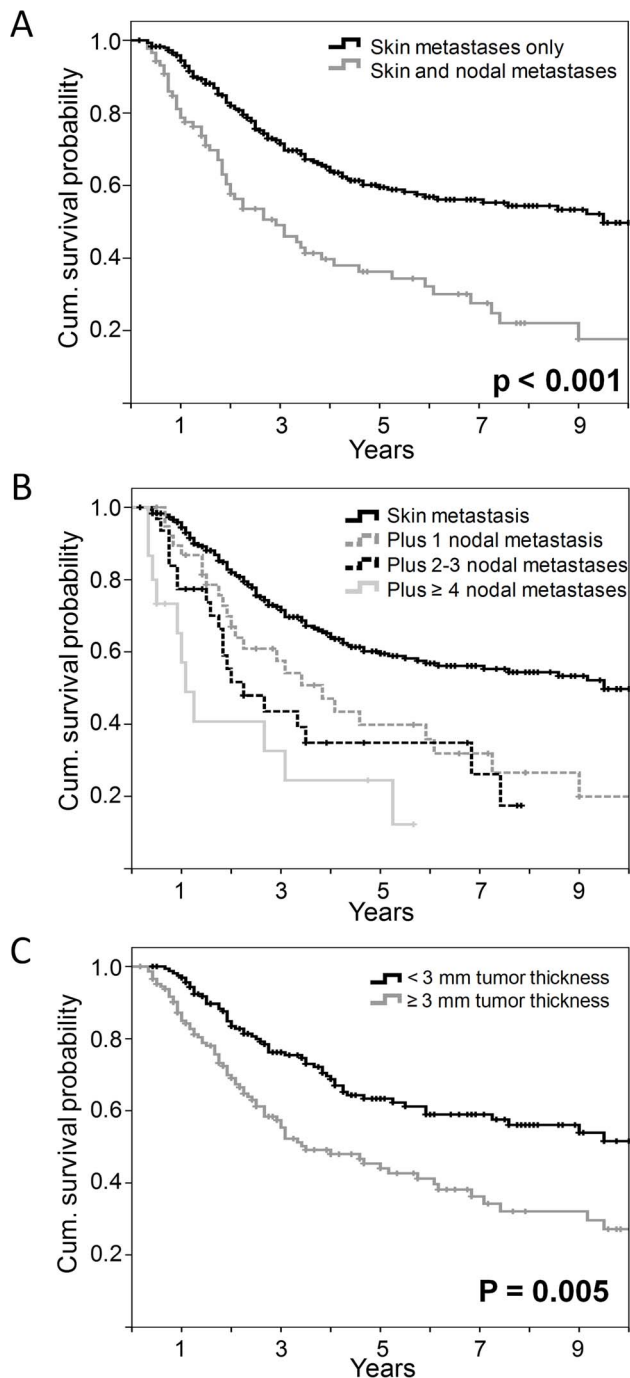 A
1.0
0.8
0.6
0.4
0.2
Cum. survival probability
Skin metastases only
Skin and nodal metastases
p < 0.001
1 3 5 7 9
Years
B
1.0
0.8
0.6
0.4
0.2
Cum. survival probability
Skin metastasis
Plus 1 nodal metastasis
Plus 2-3 nodal metastases
Plus ≥ 4 nodal metastases
1 3 5 7 9
Years
C
1.0
0.8
0.6
0.4
0.2
Cum. survival probability
< 3 mm tumor thickness
≥ 3 mm tumor thickness
P = 0.005
1 3 5 7 9
Years